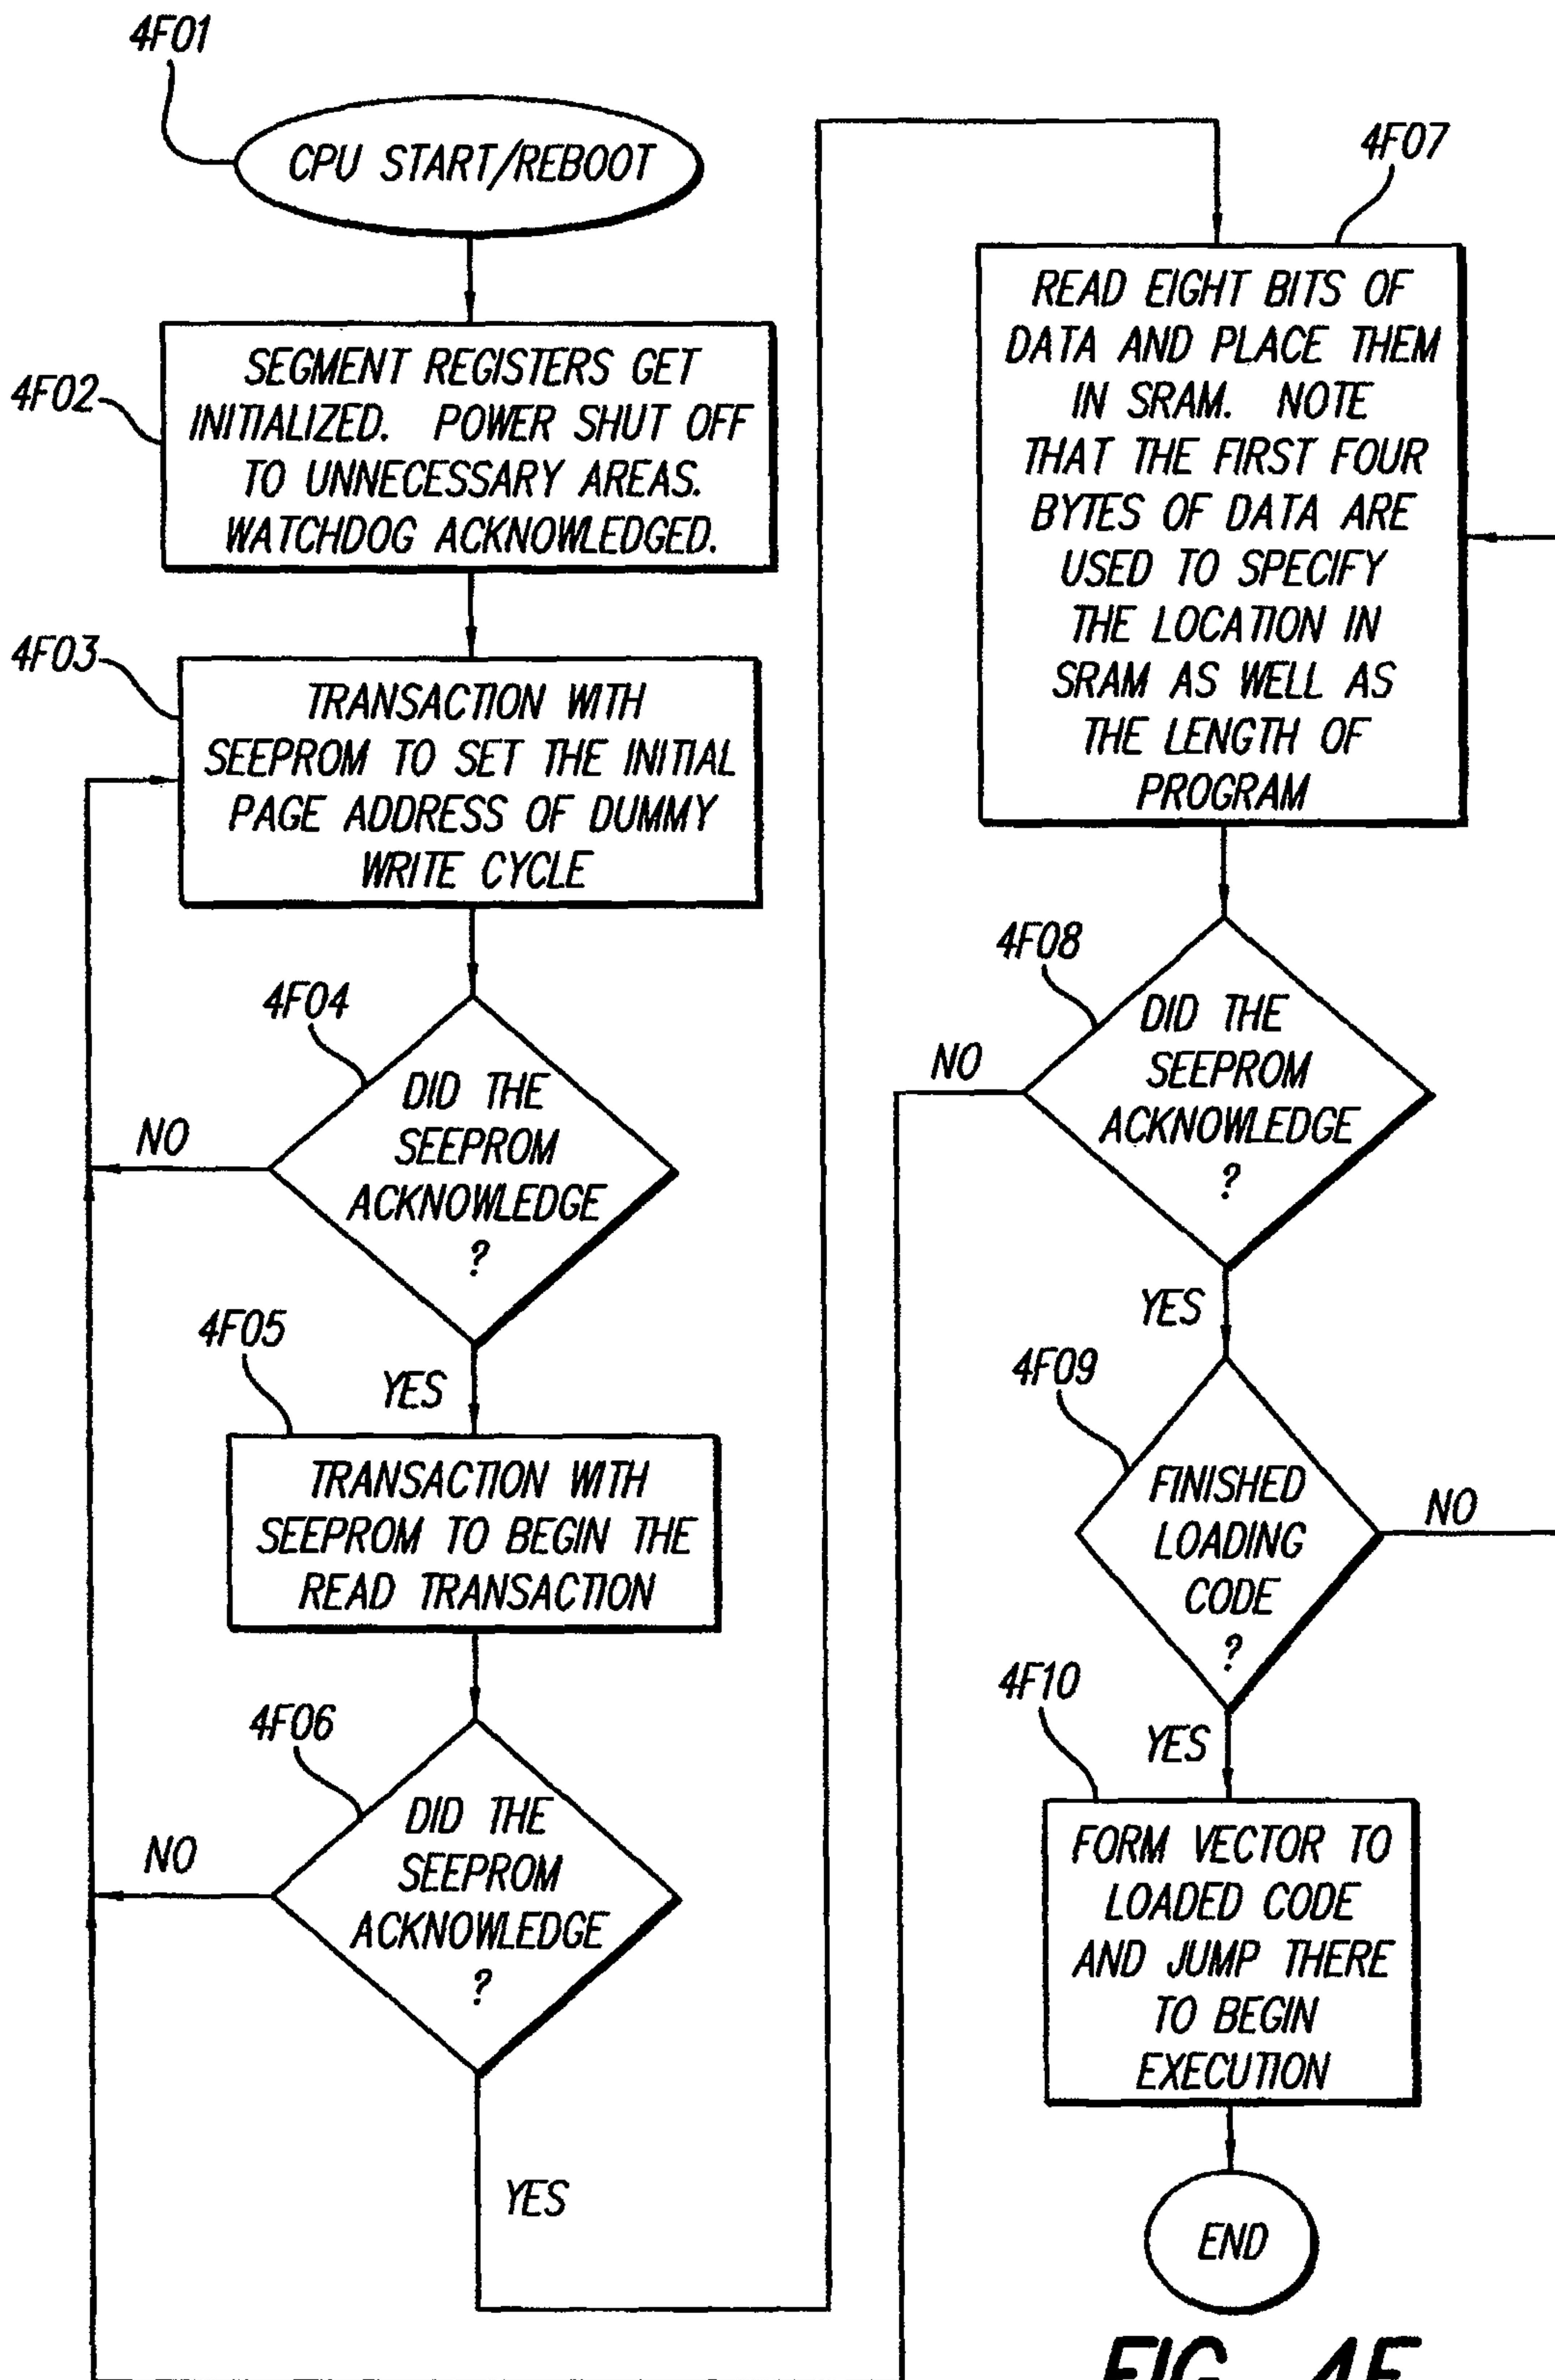 4F01
CPU START/REBOOT
4F02
SEGMENT REGISTERS GET
INITIALIZED. POWER SHUT OFF
TO UNNECESSARY AREAS.
WATCHDOG ACKNOWLEDGED.
4F03
TRANSACTION WITH
SEEPROM TO SET THE INITIAL
PAGE ADDRESS OF DUMMY
WRITE CYCLE
4F04
DID THE
SEEPROM
ACKNOWLEDGE
?
NO
YES
4F05
TRANSACTION WITH
SEEPROM TO BEGIN THE
READ TRANSACTION
4F06
DID THE
SEEPROM
ACKNOWLEDGE
?
NO
YES
4F07
READ EIGHT BITS OF
DATA AND PLACE THEM
IN SRAM. NOTE
THAT THE FIRST FOUR
BYTES OF DATA ARE
USED TO SPECIFY
THE LOCATION IN
SRAM AS WELL AS
THE LENGTH OF
PROGRAM
4F08
DID THE
SEEPROM
ACKNOWLEDGE
?
NO
YES
4F09
FINISHED
LOADING
CODE
?
NO
YES
4F10
FORM VECTOR TO
LOADED CODE
AND JUMP THERE
TO BEGIN
EXECUTION
END
FIG. 4F